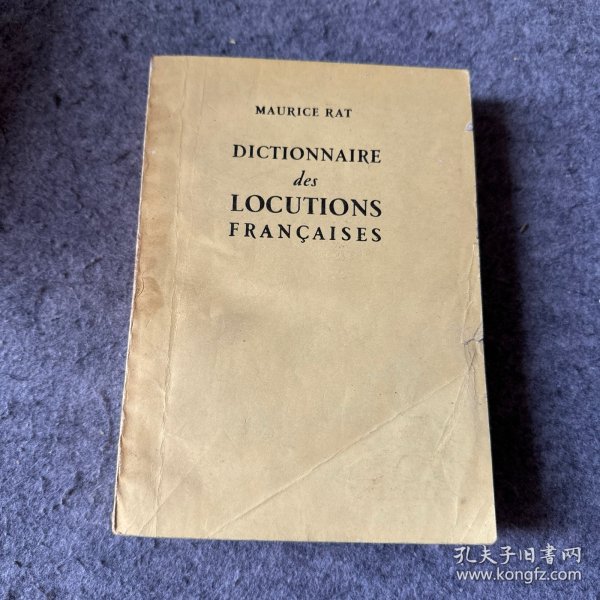 MAURICE RAT
DICTIONNAIRE
des
LOCUTIONS
FRANÇAISES
孔夫子旧书网
www.kongfz.com